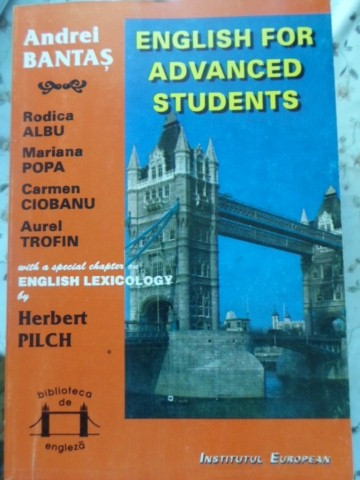 Andrei
BANTAȘ
ENGLISH FOR
ADVANCED
STUDENTS
Rodica
ALBU
Mariana
POPA
Carmen
CIOBANU
Aurel
TROFIN
with a special chapter on
ENGLISH LEXICOLOGY
by
Herbert
PILCH
biblioteca
de
engleză
INSTITUTUL EUROPEAN